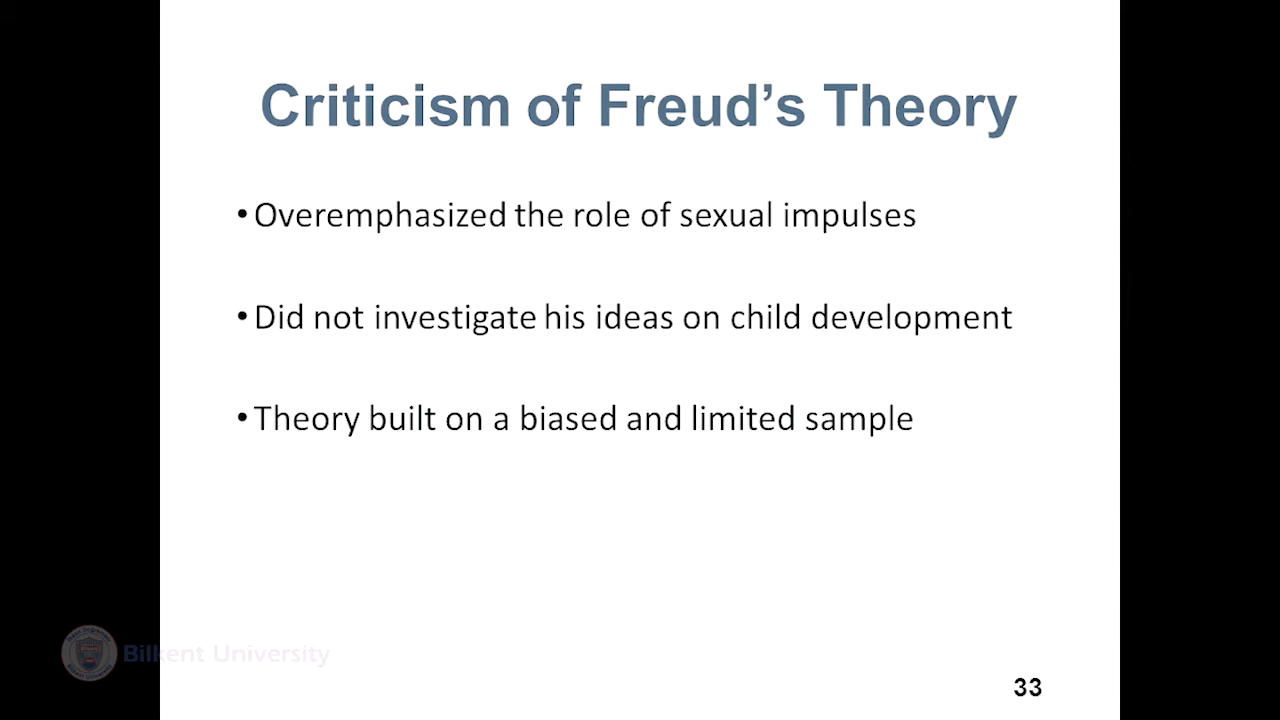 Criticism of Freud’s Theory
• Overemphasized the role of sexual impulses
• Did not investigate his ideas on child development
• Theory built on a biased and limited sample
Bilkent University
33